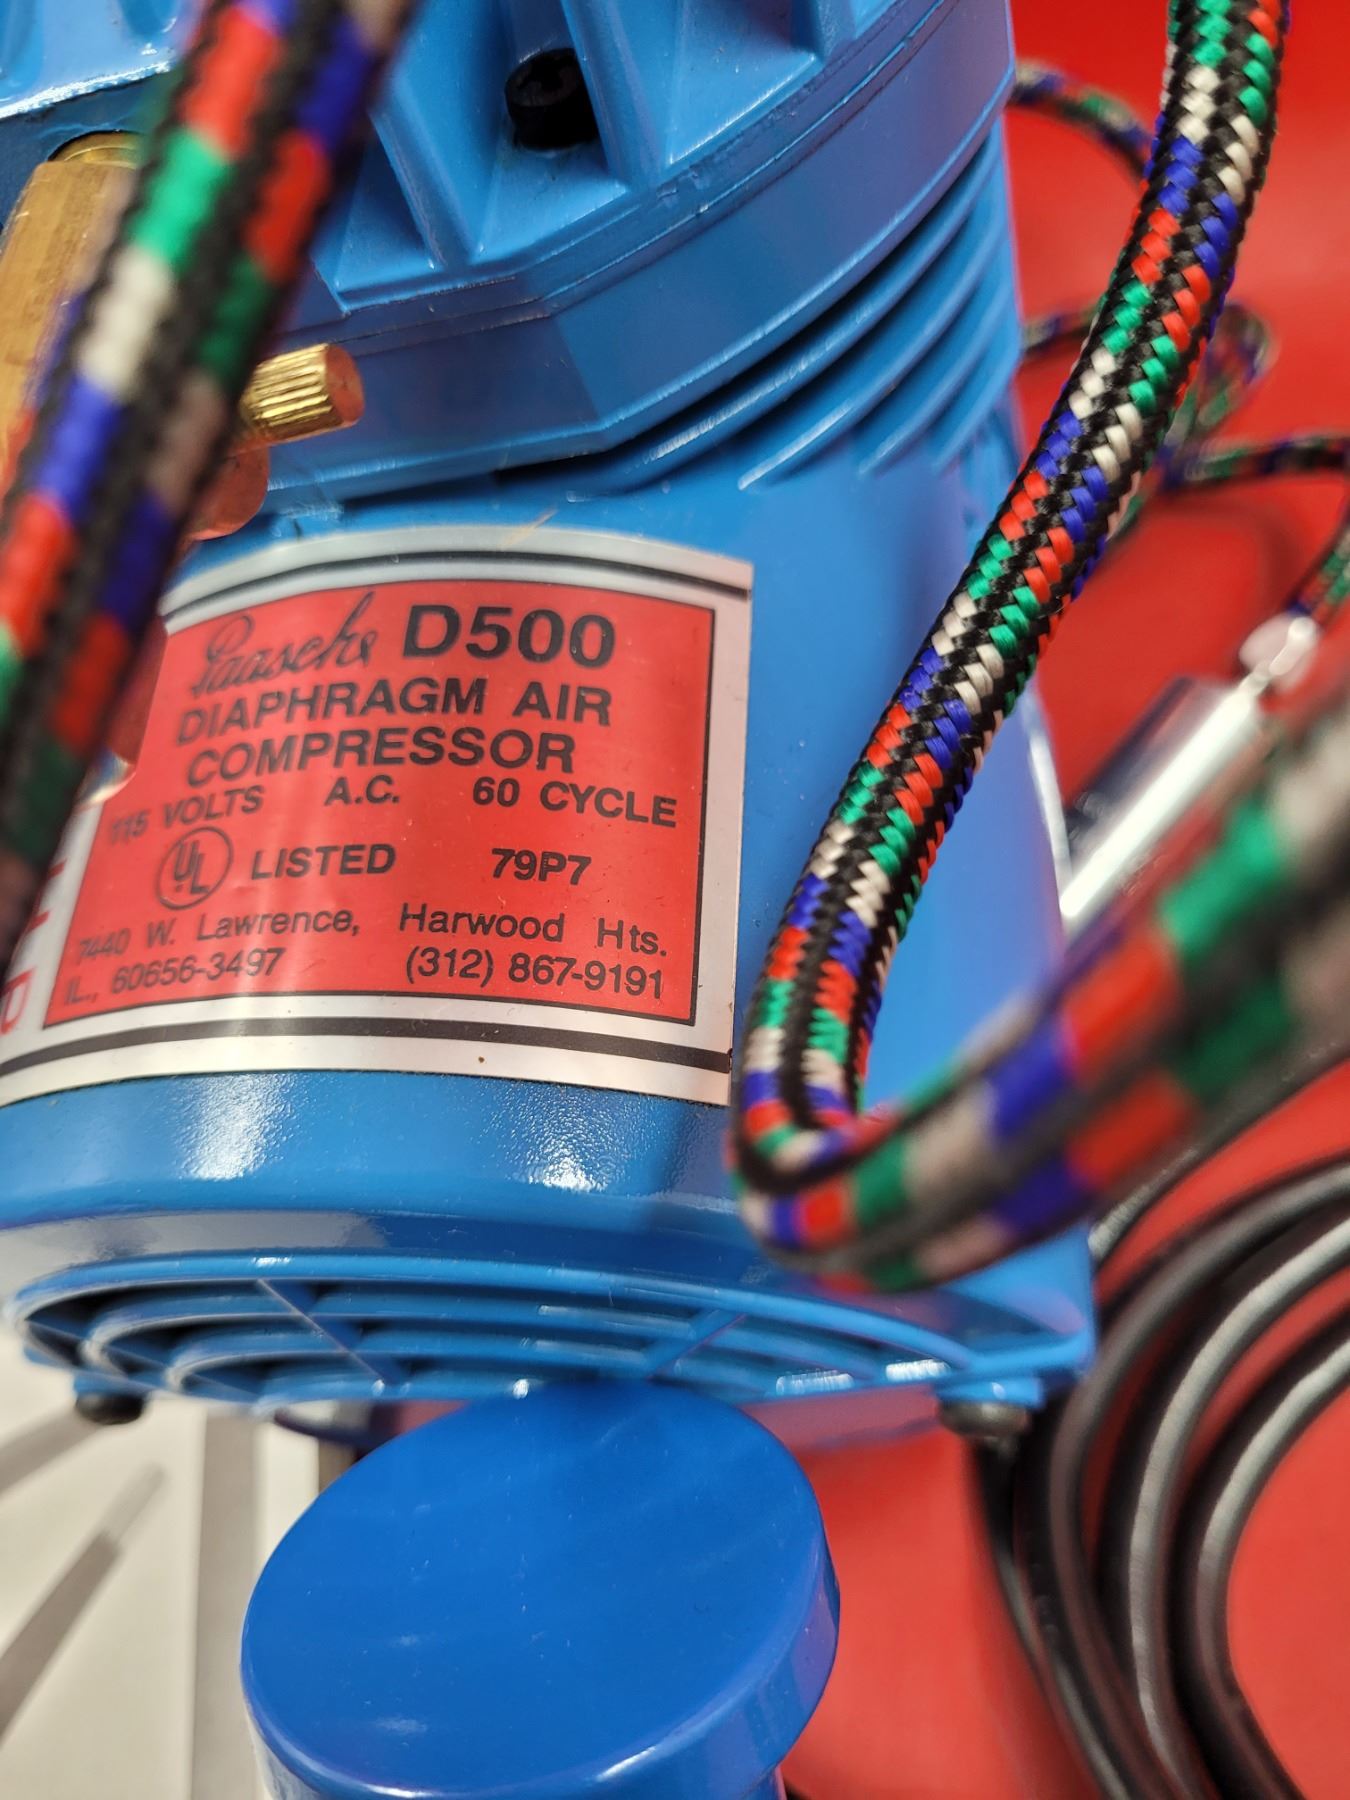 Paasche D500
DIAPHRAGM AIR
COMPRESSOR
115 VOLTS A.C. 60 CYCLE
UL LISTED 79P7
7440 W. Lawrence, Harwood Hts.
IL., 60656-3497 (312) 867-9191